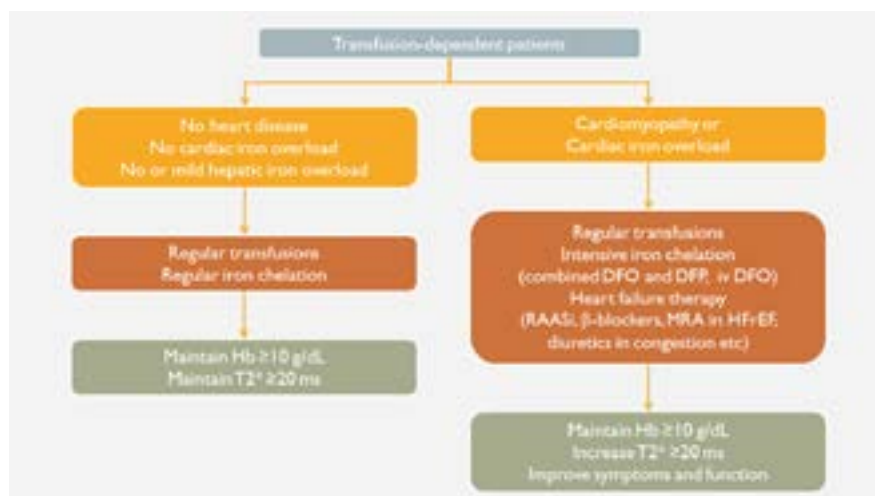 Transfusion-dependent patients
No heart disease
No cardiac iron overload
No or mild hepatic iron overload
Regular transfusions
Regular iron chelation
Maintain Hb ≥10 g/dL
Maintain T2* ≥20 ms
Cardiomyopathy or
Cardiac iron overload
Regular transfusions
Intensive iron chelation
(combined DFO and DFP, iv DFO)
Heart failure therapy
(RAASi, β-blockers, MRA in HFrEF,
diuretics in congestion etc)
Maintain Hb ≥10 g/dL
Increase T2* ≥20 ms
Improve symptoms and function